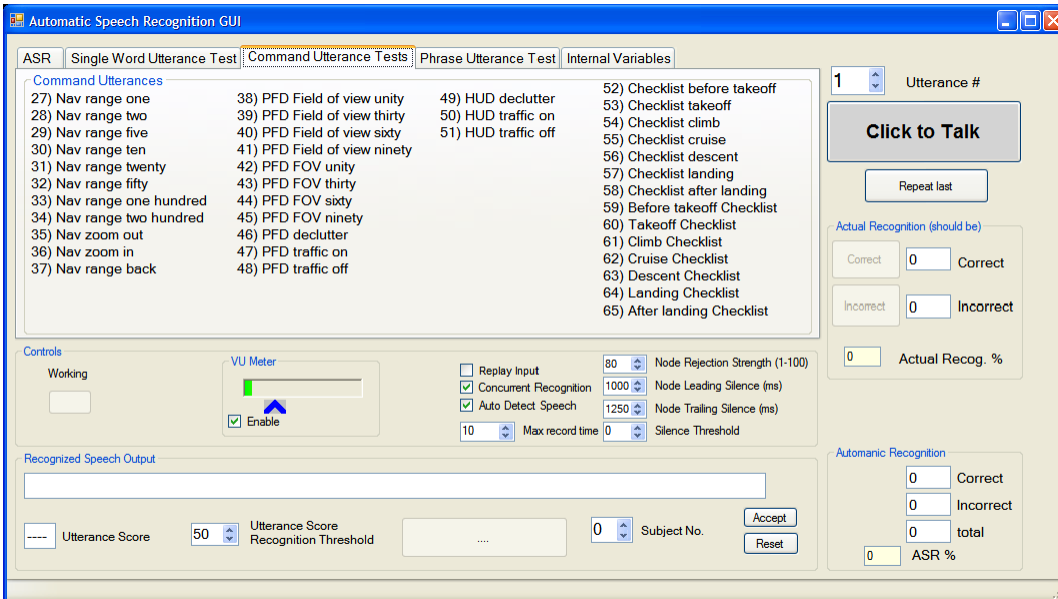 Automatic Speech Recognition GUI
ASR
Single Word Utterance Test
Command Utterance Tests
Phrase Utterance Test
Internal Variables
Command Utterances
27) Nav range one
28) Nav range two
29) Nav range five
30) Nav range ten
31) Nav range twenty
32) Nav range fifty
33) Nav range one hundred
34) Nav range two hundred
35) Nav zoom out
36) Nav zoom in
37) Nav range back
38) PFD Field of view unity
39) PFD Field of view thirty
40) PFD Field of view sixty
41) PFD Field of view ninety
42) PFD FOV unity
43) PFD FOV thirty
44) PFD FOV sixty
45) PFD FOV ninety
46) PFD declutter
47) PFD traffic on
48) PFD traffic off
49) HUD declutter
50) HUD traffic on
51) HUD traffic off
52) Checklist before takeoff
53) Checklist takeoff
54) Checklist climb
55) Checklist cruise
56) Checklist descent
57) Checklist landing
58) Checklist after landing
59) Before takeoff Checklist
60) Takeoff Checklist
61) Climb Checklist
62) Cruise Checklist
63) Descent Checklist
64) Landing Checklist
65) After landing Checklist
1 Utterance #
Click to Talk
Repeat last
Actual Recognition (should be)
Correct 0 Correct
Incorrect 0 Incorrect
0 Actual Recog. %
Controls
Working
VU Meter
Enable
Replay Input
Concurrent Recognition
Auto Detect Speech
10 Max record time
80 Node Rejection Strength (1-100)
1000 Node Leading Silence (ms)
1250 Node Trailing Silence (ms)
0 Silence Threshold
Recognized Speech Output
---- Utterance Score
50 Utterance Score
Recognition Threshold
....
0 Subject No.
Accept
Reset
Automanic Recognition
0 Correct
0 Incorrect
0 total
0 ASR %